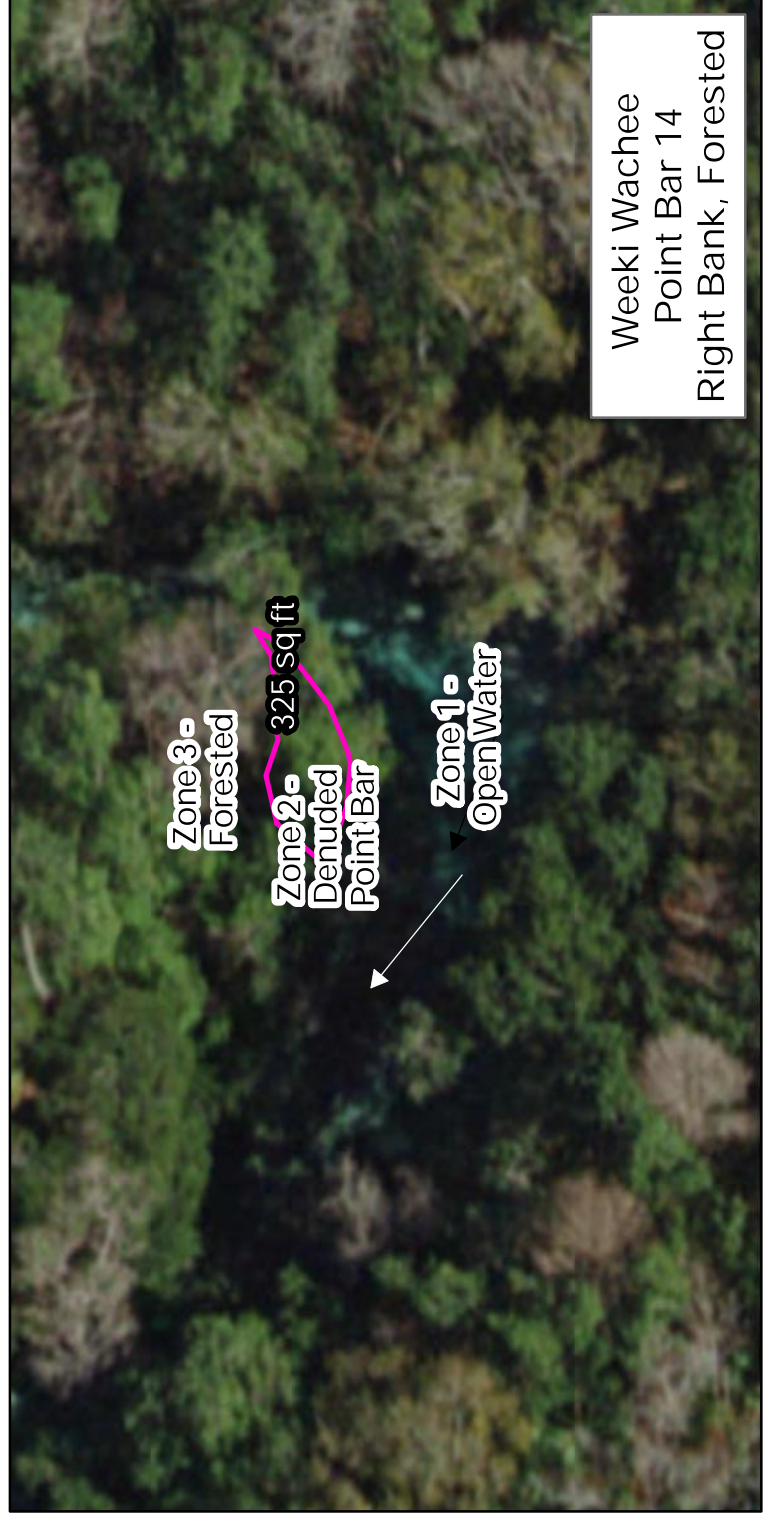 Zone 3 -
Forested
325 sq ft
Zone 2 -
Denuded
Point Bar
Zone 1 -
Open Water
Weeki Wachee
Point Bar 14
Right Bank, Forested